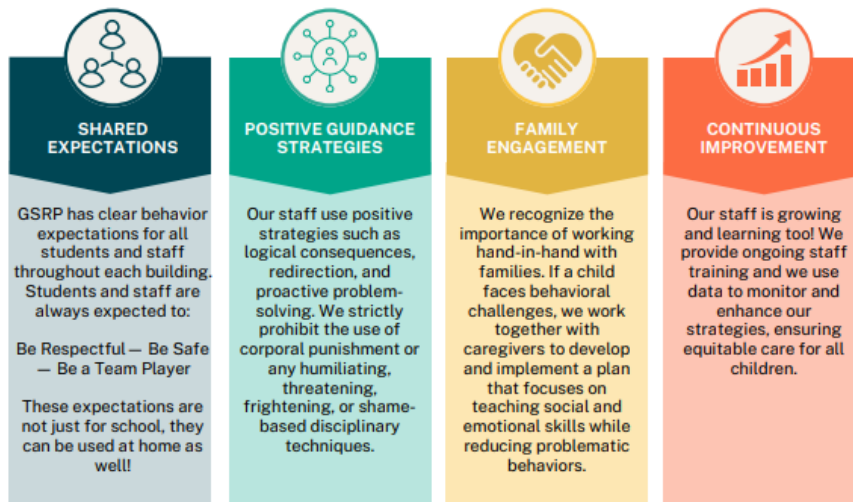 SHARED
EXPECTATIONS
GSRP has clear behavior
expectations for all
students and staff
throughout each building.
Students and staff are
always expected to:
Be Respectful — Be Safe
— Be a Team Player
These expectations are
not just for school, they
can be used at home as
well!
POSITIVE GUIDANCE
STRATEGIES
Our staff use positive
strategies such as
logical consequences,
redirection, and
proactive problem-
solving. We strictly
prohibit the use of
corporal punishment or
any humiliating,
threatening,
frightening, or shame-
based disciplinary
techniques.
FAMILY
ENGAGEMENT
We recognize the
importance of working
hand-in-hand with
families. If a child
faces behavioral
challenges, we work
together with
caregivers to develop
and implement a plan
that focuses on
teaching social and
emotional skills while
reducing problematic
behaviors.
CONTINUOUS
IMPROVEMENT
Our staff is growing
and learning too! We
provide ongoing staff
training and we use
data to monitor and
enhance our
strategies, ensuring
equitable care for all
children.